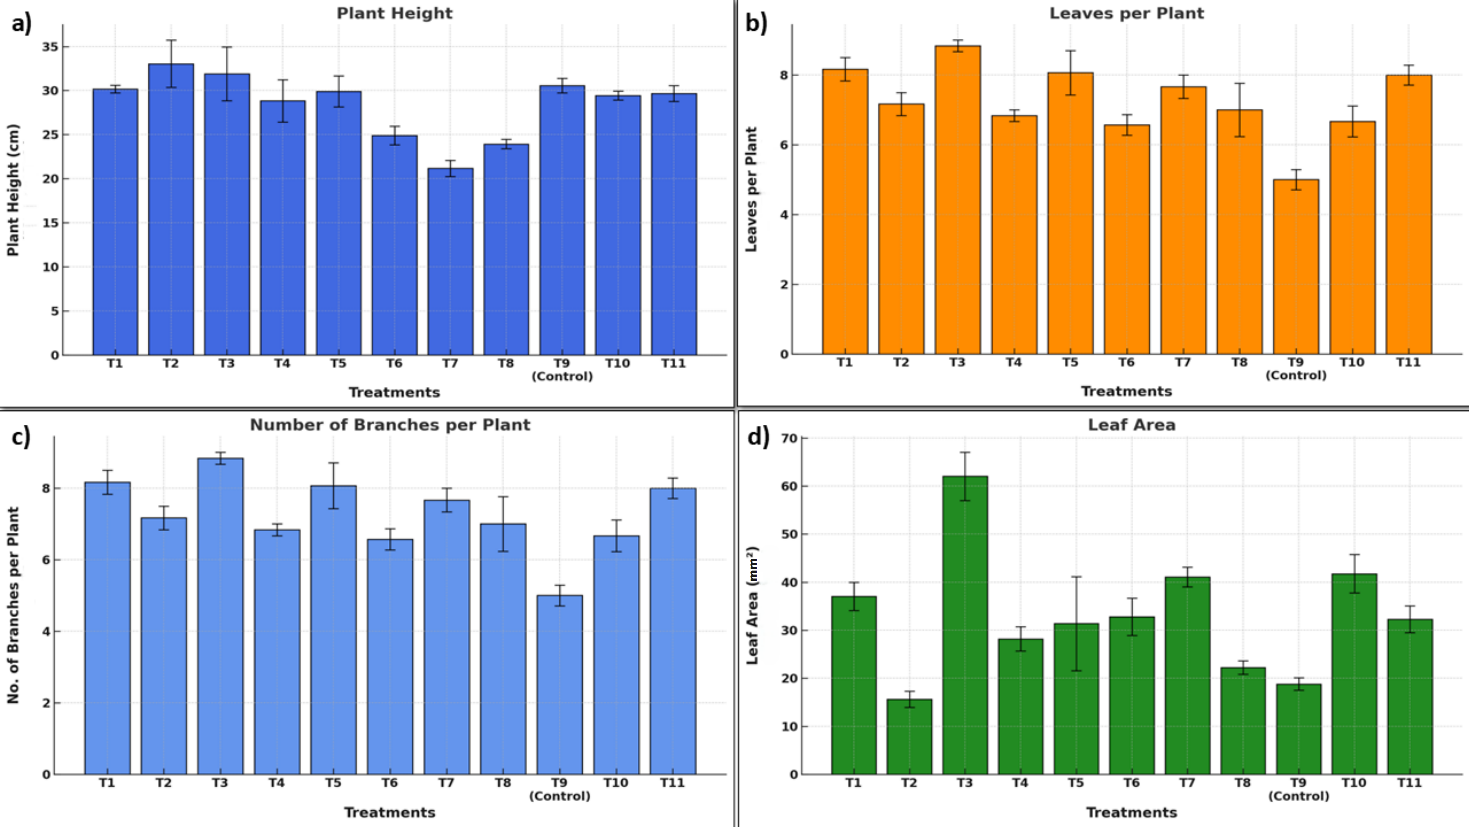 a)
Plant Height
Plant Height (cm)
35
30
25
20
15
10
5
0
T1 T2 T3 T4 T5 T6 T7 T8 T9 T10 T11
(Control)
Treatments
b)
Leaves per Plant
Leaves per Plant
8
6
4
2
0
T1 T2 T3 T4 T5 T6 T7 T8 T9 T10 T11
(Control)
Treatments
c)
Number of Branches per Plant
No. of Branches per Plant
8
6
4
2
0
T1 T2 T3 T4 T5 T6 T7 T8 T9 T10 T11
(Control)
Treatments
d)
Leaf Area
Leaf Area (mm²)
70
60
50
40
30
20
10
0
T1 T2 T3 T4 T5 T6 T7 T8 T9 T10 T11
(Control)
Treatments